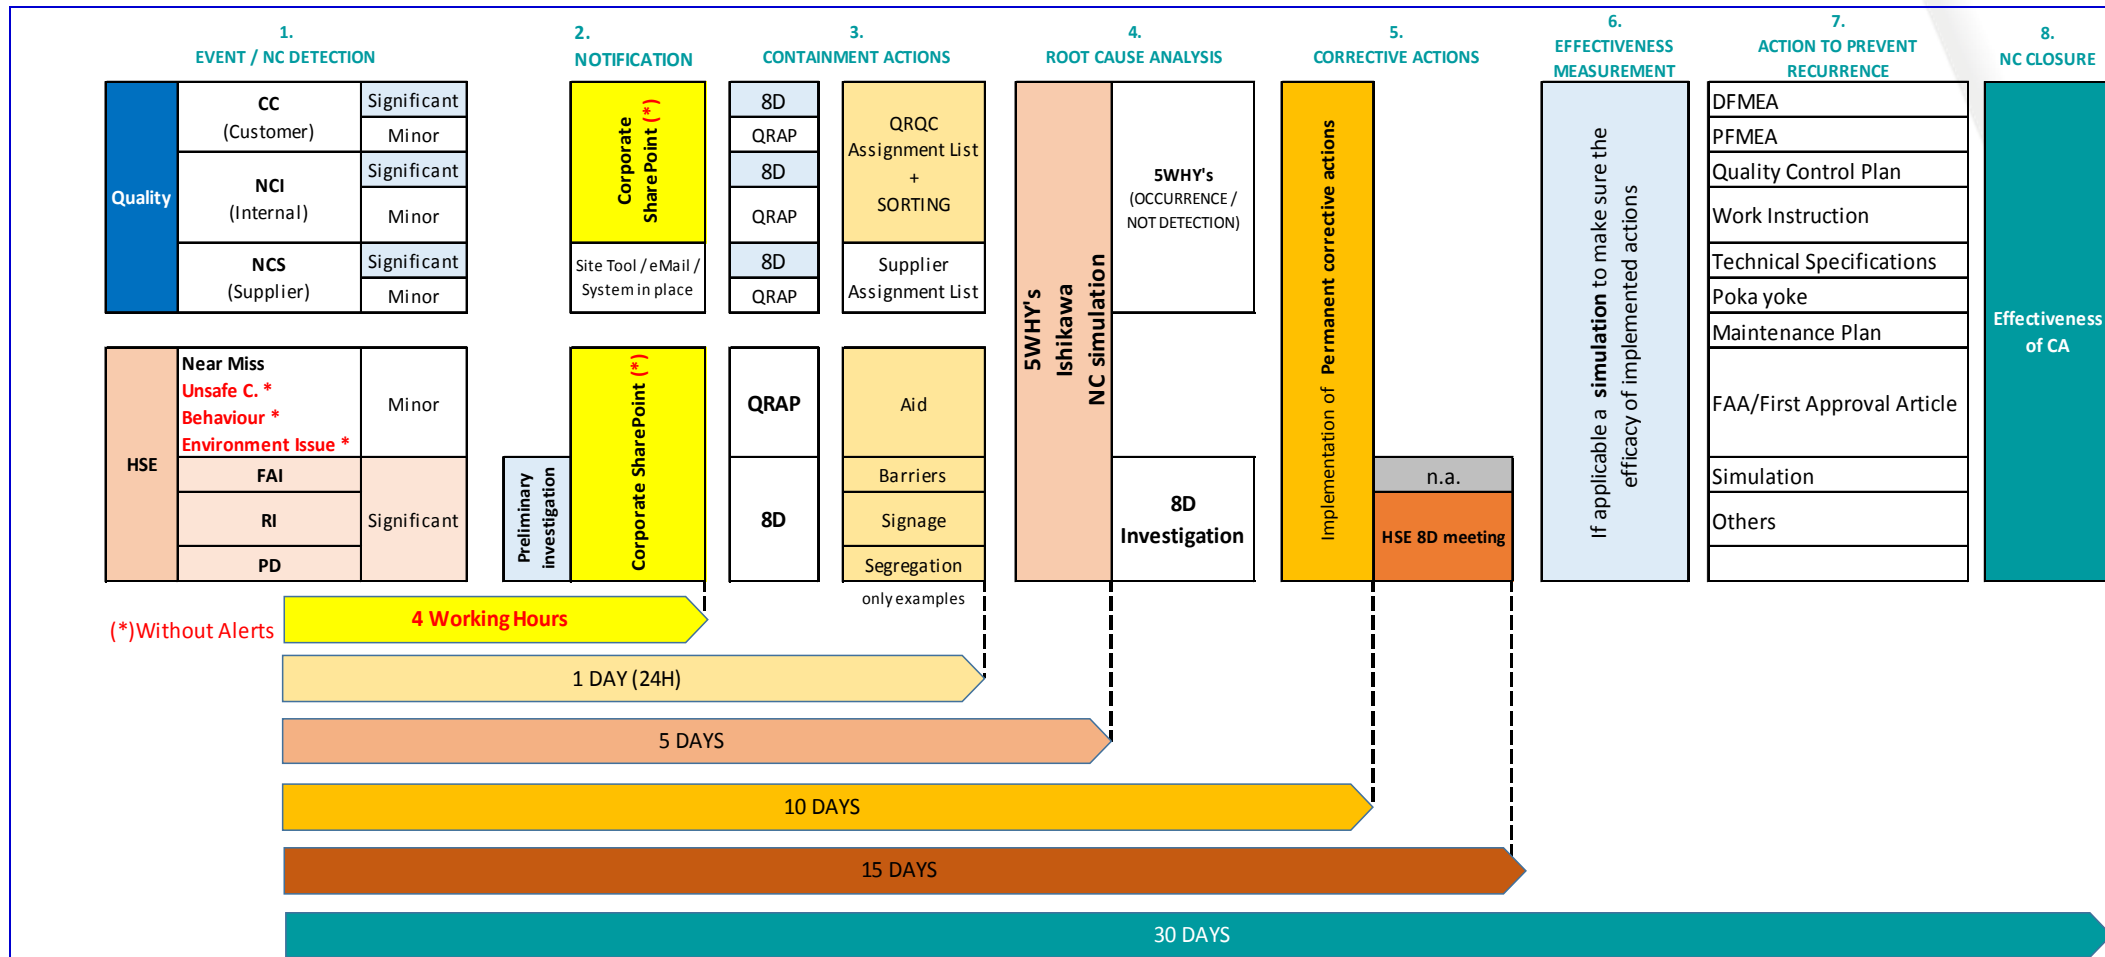 1.
EVENT / NC DETECTION
2.
NOTIFICATION
3.
CONTAINMENT ACTIONS
4.
ROOT CAUSE ANALYSIS
5.
CORRECTIVE ACTIONS
6.
EFFECTIVENESS
MEASUREMENT
7.
ACTION TO PREVENT
RECURRENCE
8.
NC CLOSURE
Quality
CC
(Customer)
Significant
Minor
NCI
(Internal)
Significant
Minor
NCS
(Supplier)
Significant
Minor
Corporate
SharePoint (*)
Site Tool / eMail /
System in place
8D
QRAP
8D
QRAP
8D
QRAP
QRQC
Assignment List
+
SORTING
Supplier
Assignment List
5WHY's
Ishikawa
NC simulation
5WHY's
(OCCURRENCE /
NOT DETECTION)
Implementation of Permanent corrective actions
If applicable a simulation to make sure the
efficacy of implemented actions
DFMEA
PFMEA
Quality Control Plan
Work Instruction
Technical Specifications
Poka yoke
Maintenance Plan
FAA/First Approval Article
Simulation
Others
Effectiveness
of CA
HSE
Near Miss
Unsafe C. *
Behaviour *
Environment Issue *
Minor
FAI
RI
PD
Significant
Preliminary
investigation
Corporate SharePoint (*)
QRAP
8D
Aid
Barriers
Signage
Segregation
only examples
8D
Investigation
n.a.
HSE 8D meeting
(*)Without Alerts
4 Working Hours
1 DAY (24H)
5 DAYS
10 DAYS
15 DAYS
30 DAYS